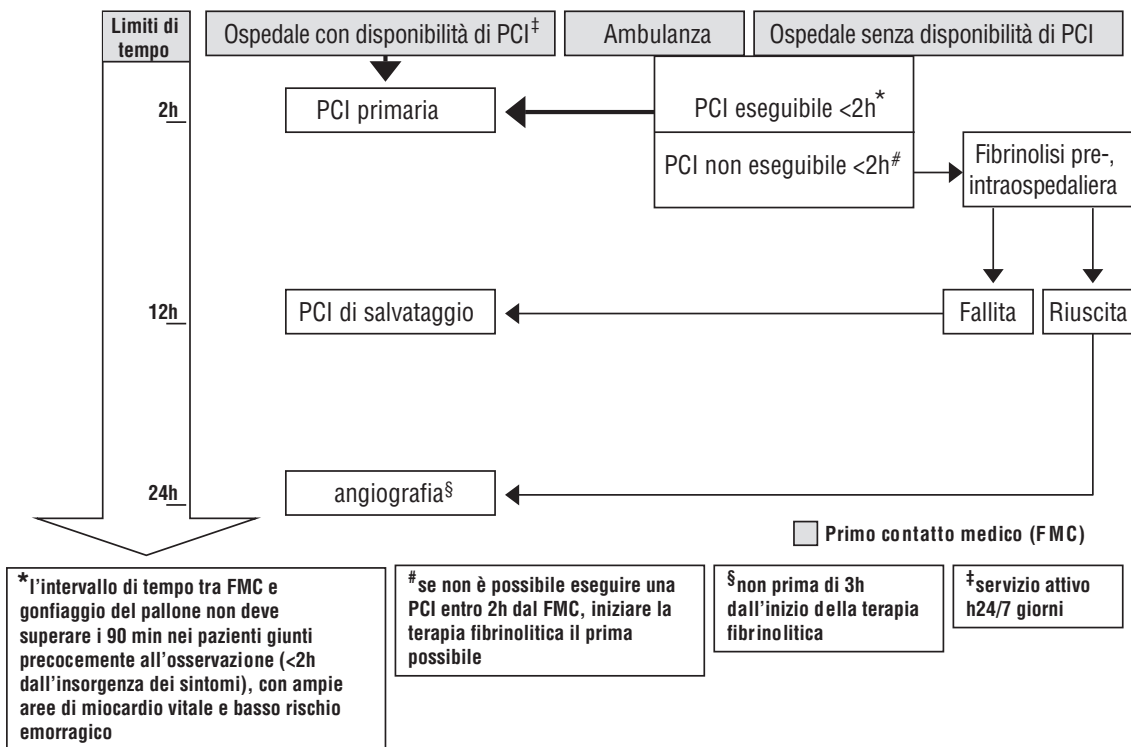 Limiti di
tempo
Ospedale con disponibilità di PCI‡
Ambulanza
Ospedale senza disponibilità di PCI
2h
PCI primaria
PCI eseguibile <2h*
PCI non eseguibile <2h#
Fibrinolisi pre-,
intraospedaliera
12h
PCI di salvataggio
Fallita
Riuscita
24h
angiografia§
Primo contatto medico (FMC)
*l'intervallo di tempo tra FMC e
gonfiaggio del pallone non deve
superare i 90 min nei pazienti giunti
precocemente all'osservazione (<2h
dall'insorgenza dei sintomi), con ampie
aree di miocardio vitale e basso rischio
emorragico
#se non è possibile eseguire una
PCI entro 2h dal FMC, iniziare la
terapia fibrinolitica il prima
possibile
§non prima di 3h
dall'inizio della terapia
fibrinolitica
‡servizio attivo
h24/7 giorni